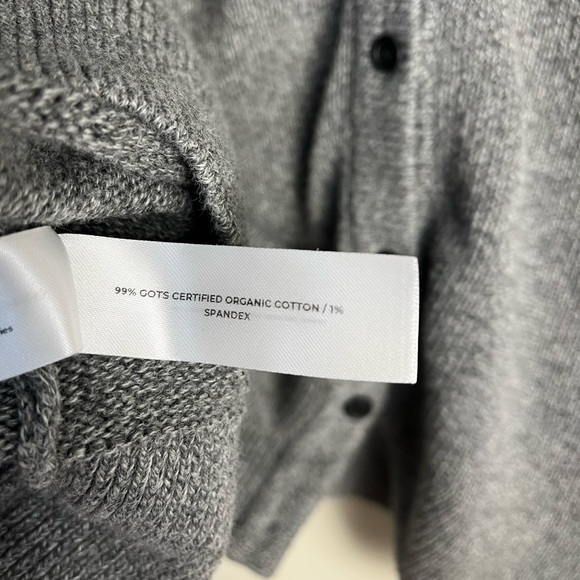 99% GOTS CERTIFIED ORGANIC COTTON / 1%
SPANDEX